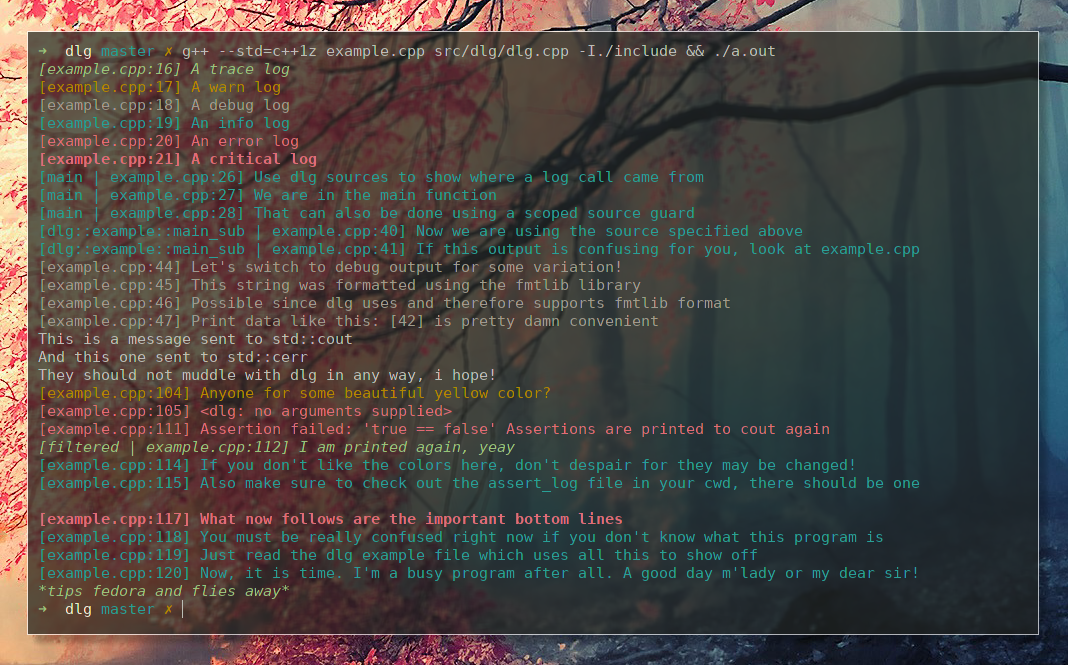 ➜  dlg master ✗ g++ --std=c++1z example.cpp src/dlg/dlg.cpp -I./include && ./a.out
[example.cpp:16] A trace log
[example.cpp:17] A warn log
[example.cpp:18] A debug log
[example.cpp:19] An info log
[example.cpp:20] An error log
[example.cpp:21] A critical log
[main | example.cpp:26] Use dlg sources to show where a log call came from
[main | example.cpp:27] We are in the main function
[main | example.cpp:28] That can also be done using a scoped source guard
[dlg::example::main_sub | example.cpp:40] Now we are using the source specified above
[dlg::example::main_sub | example.cpp:41] If this output is confusing for you, look at example.cpp
[example.cpp:44] Let's switch to debug output for some variation!
[example.cpp:45] This string was formatted using the fmtlib library
[example.cpp:46] Possible since dlg uses and therefore supports fmtlib format
[example.cpp:47] Print data like this: [42] is pretty damn convenient
This is a message sent to std::cout
And this one sent to std::cerr
They should not muddle with dlg in any way, i hope!
[example.cpp:104] Anyone for some beautiful yellow color?
[example.cpp:105] <dlg: no arguments supplied>
[example.cpp:111] Assertion failed: 'true == false' Assertions are printed to cout again
[filtered | example.cpp:112] I am printed again, yeay
[example.cpp:114] If you don't like the colors here, don't despair for they may be changed!
[example.cpp:115] Also make sure to check out the assert_log file in your cwd, there should be one
[example.cpp:117] What now follows are the important bottom lines
[example.cpp:118] You must be really confused right now if you don't know what this program is
[example.cpp:119] Just read the dlg example file which uses all this to show off
[example.cpp:120] Now, it is time. I'm a busy program after all. A good day m'lady or my dear sir!
*tips fedora and flies away*
➜  dlg master ✗